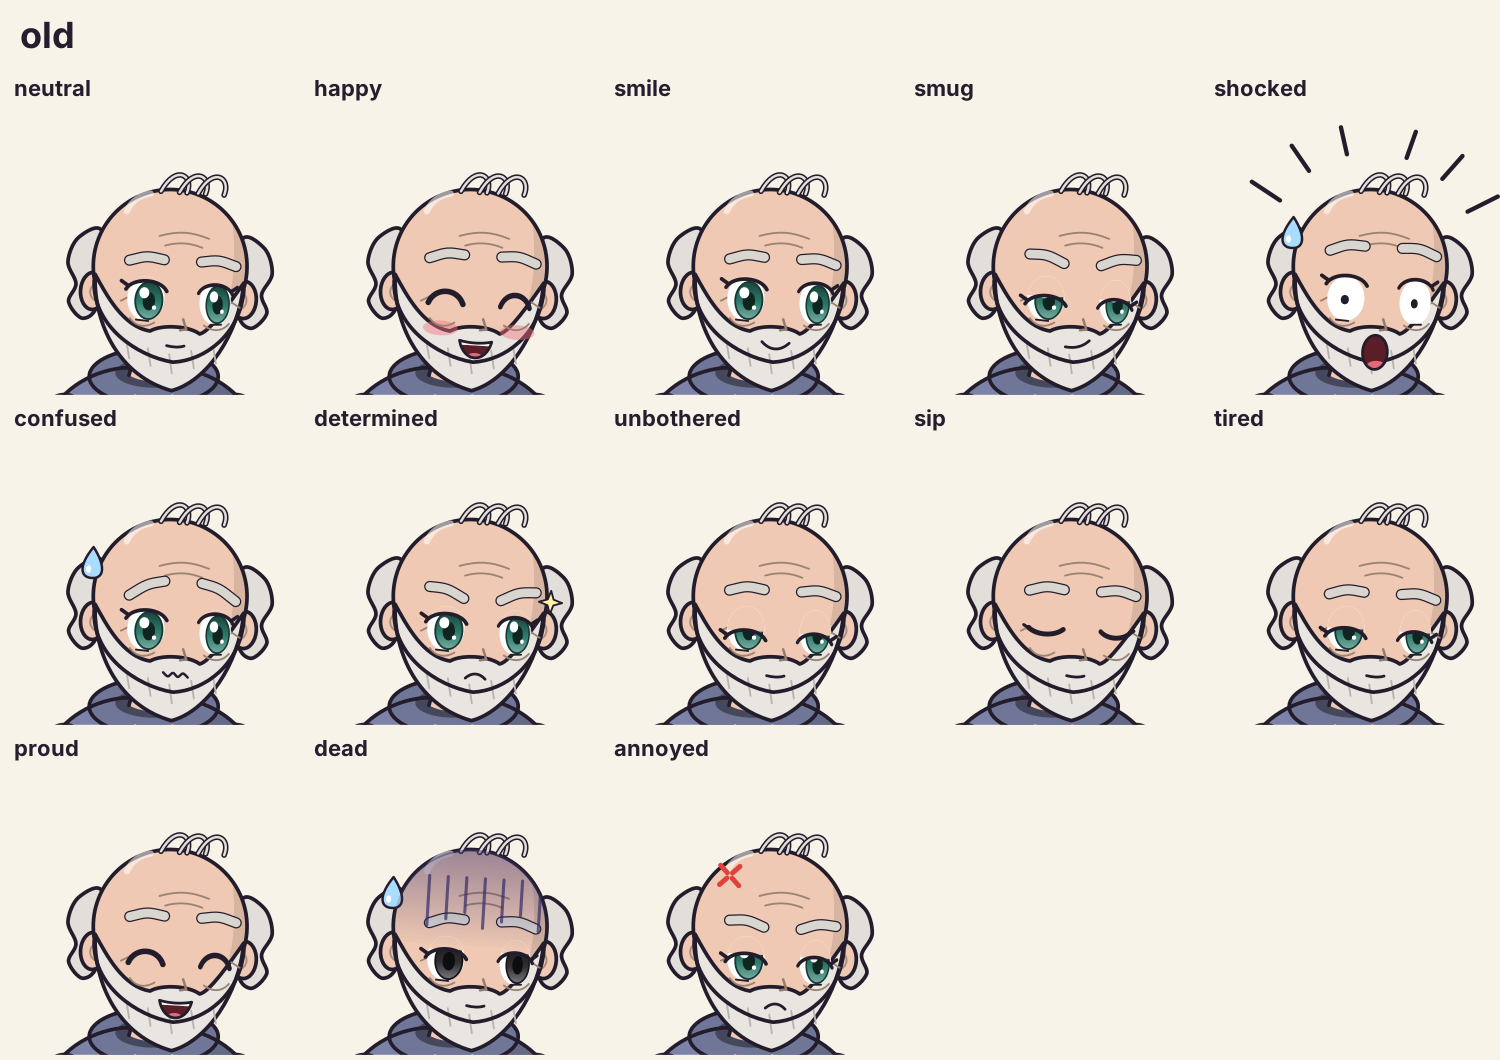 old
neutral
happy
smile
smug
shocked
confused
determined
unbothered
sip
tired
proud
dead
annoyed